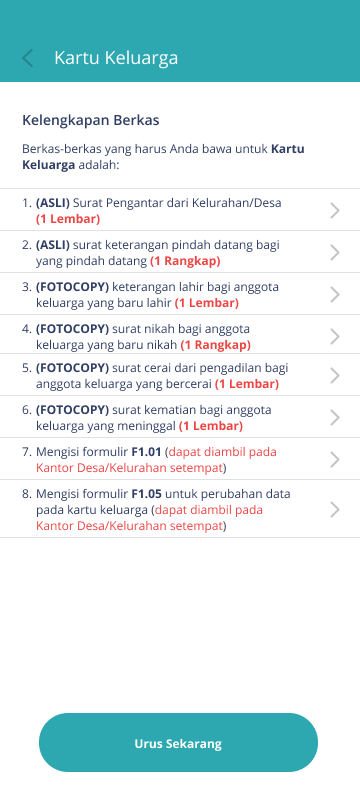 Kartu Keluarga
Kelengkapan Berkas
Berkas-berkas yang harus Anda bawa untuk Kartu
Keluarga adalah:
1. (ASLI) Surat Pengantar dari Kelurahan/Desa
(1 Lembar)
2. (ASLI) surat keterangan pindah datang bagi
yang pindah datang (1 Rangkap)
3. (FOTOCOPY) keterangan lahir bagi anggota
keluarga yang baru lahir (1 Lembar)
4. (FOTOCOPY) surat nikah bagi anggota
keluarga yang baru nikah (1 Rangkap)
5. (FOTOCOPY) surat cerai dari pengadilan bagi
anggota keluarga yang bercerai (1 Lembar)
6. (FOTOCOPY) surat kematian bagi anggota
keluarga yang meninggal (1 Lembar)
7. Mengisi formulir F1.01 (dapat diambil pada
Kantor Desa/Kelurahan setempat)
8. Mengisi formulir F1.05 untuk perubahan data
pada kartu keluarga (dapat diambil pada
Kantor Desa/Kelurahan setempat)
Urus Sekarang